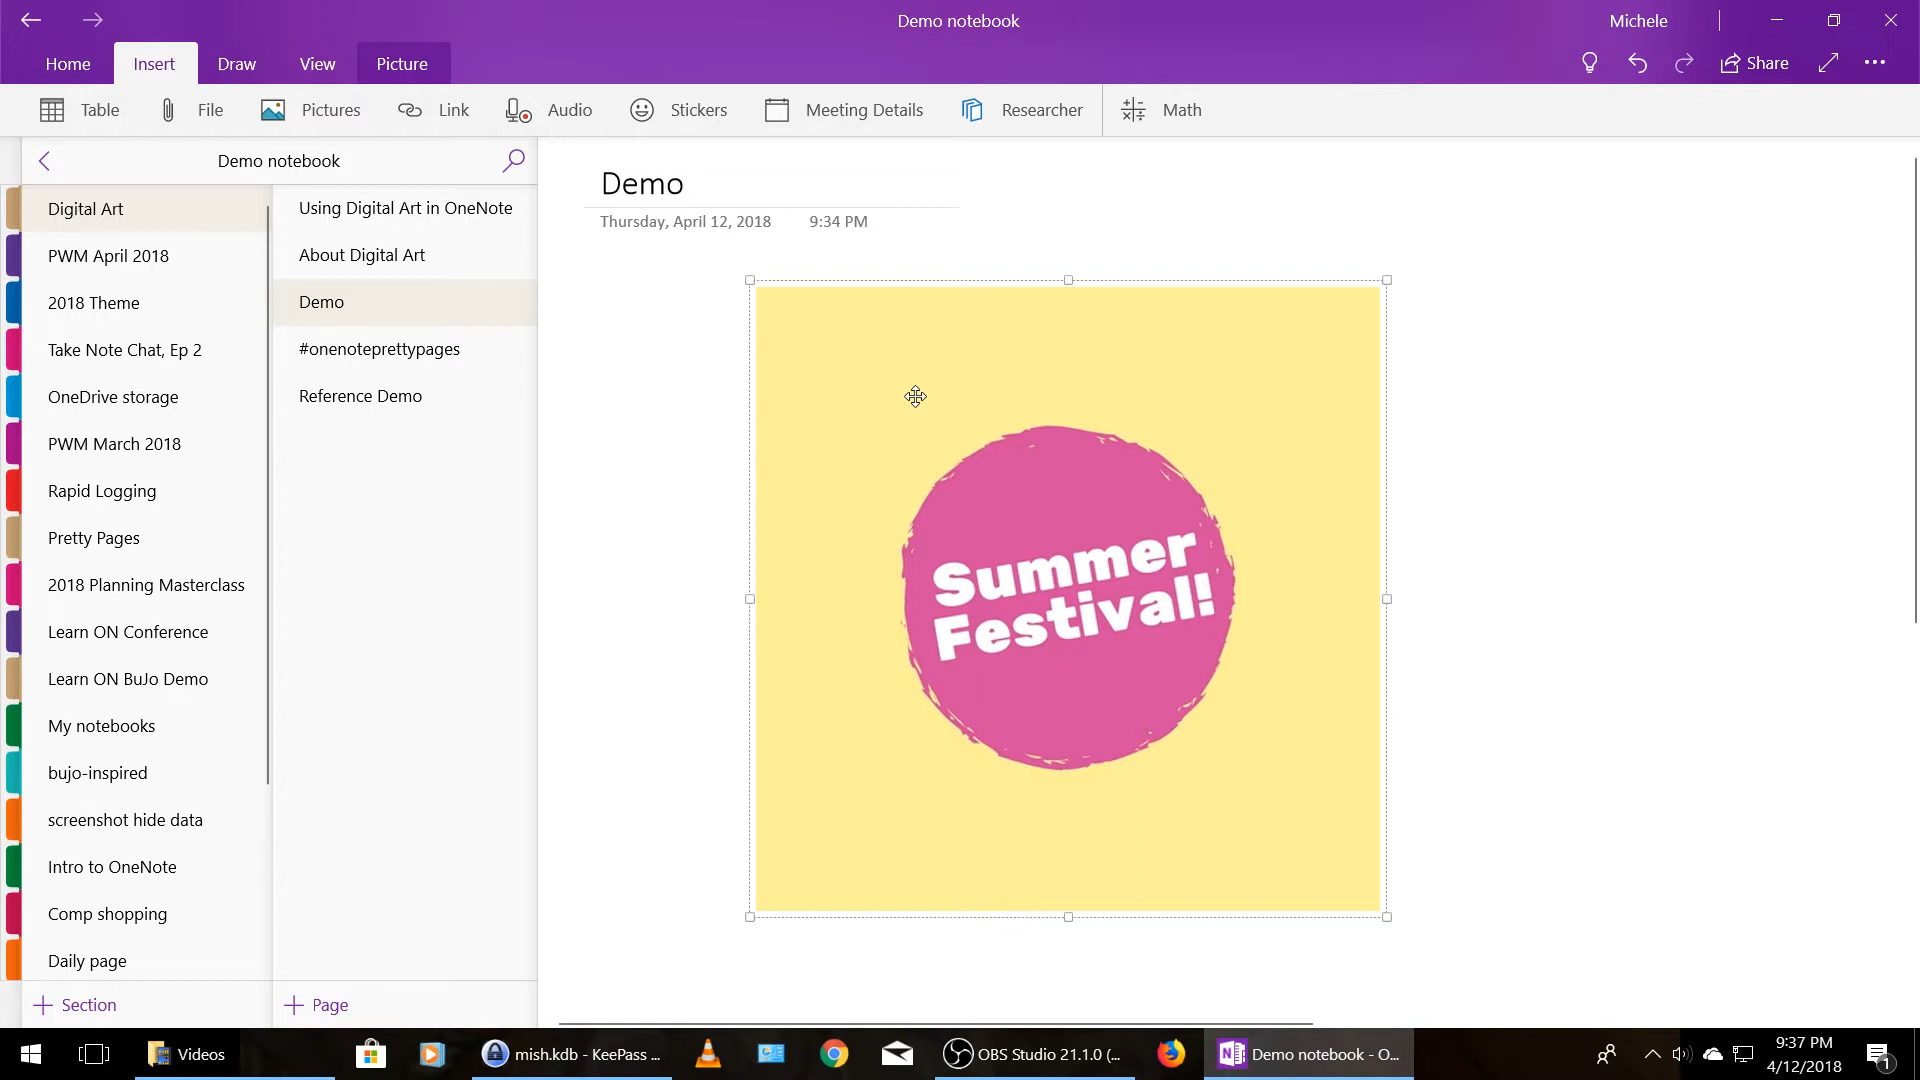 Demo notebook
Michele
Home Insert Draw View Picture
Share
Table File Pictures Link Audio Stickers Meeting Details Researcher Math
Demo notebook
Digital Art
PWM April 2018
2018 Theme
Take Note Chat, Ep 2
OneDrive storage
PWM March 2018
Rapid Logging
Pretty Pages
2018 Planning Masterclass
Learn ON Conference
Learn ON BuJo Demo
My notebooks
bujo-inspired
screenshot hide data
Intro to OneNote
Comp shopping
Daily page
Section
Using Digital Art in OneNote
About Digital Art
Demo
#onenoteprettypages
Reference Demo
Page
Demo
Thursday, April 12, 2018 9:34 PM
Summer
Festival!
Videos
mish.kdb - KeePass ...
OBS Studio 21.1.0 (...
N
Demo notebook - O...
9:37 PM
4/12/2018
1